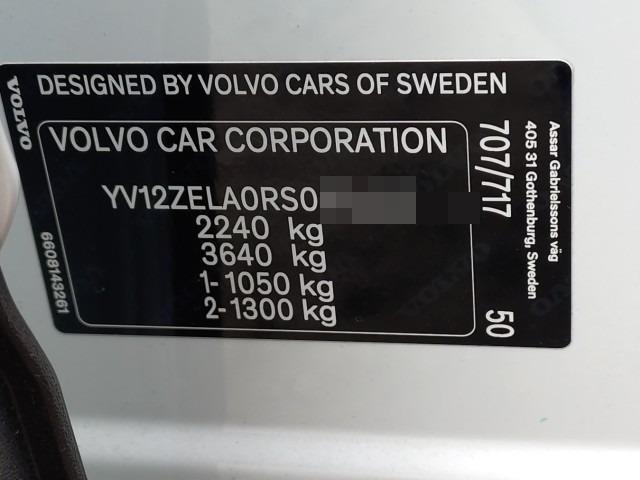 DESIGNED BY VOLVO CARS OF SWEDEN
VOLVO
VOLVO CAR CORPORATION
YV12ZELA0RS0
2240 kg
3640 kg
1-1050 kg
2-1300 kg
6608143261
707/717
50
Assar Gabrielssons väg
405 31 Gothenburg, Sweden